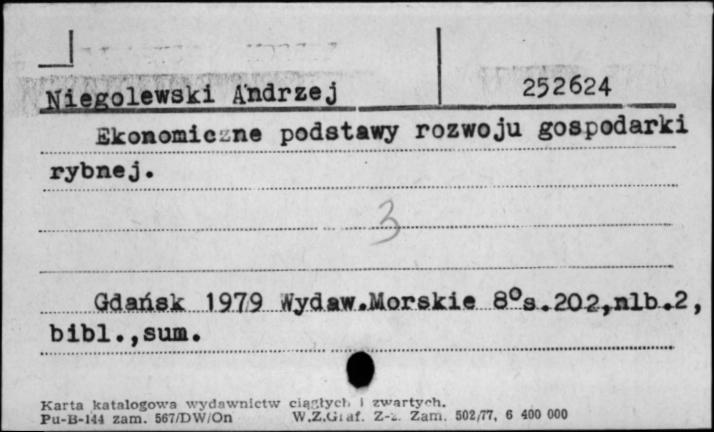 Niegolewski Andrzej 252624
Ekonomiczne podstawy rozwoju gospodarki
rybnej.
3
Gdańsk 1979 Wydaw.Morskie 8°s.202,nlb.2,
bibl.,sum.
Karta katalogowa wydawnictw ciągłych i zwartych.
Pu-B-144 zam. 567/DW/On W.Z.Graf. Z-z. Zam. 502/77, 6 400 000